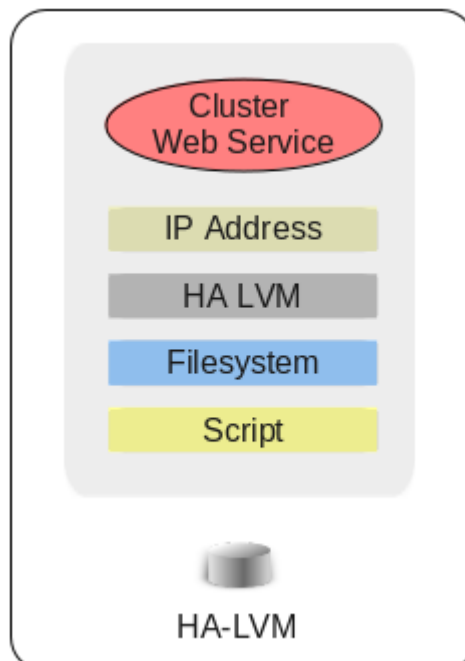 Cluster
Web Service
IP Address
HA LVM
Filesystem
Script
HA-LVM